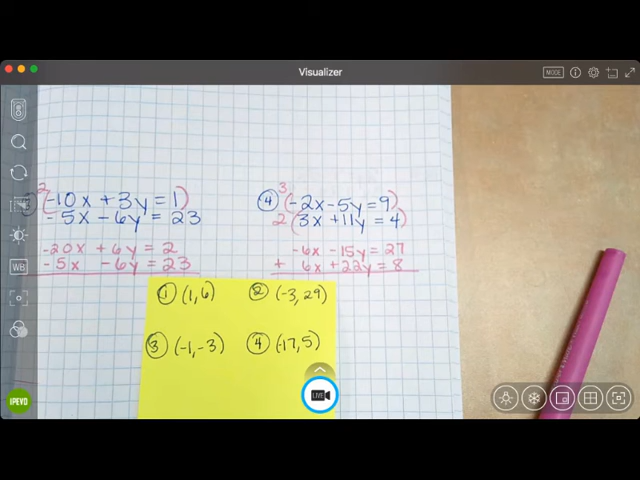 Visualizer
MODE
2 (-10x + 3y = 1)
-5x - 6y = 23
-20x + 6y = 2
-5x - 6y = 23
④ 3 (-2x - 5y = 9)
2 (3x + 11y = 4)
-6x - 15y = 27
+ 6x + 22y = 8
① (1, 6) ② (-3, 29)
③ (-1, -3) ④ (-17, 5)
WB
IPEVO
LIVE